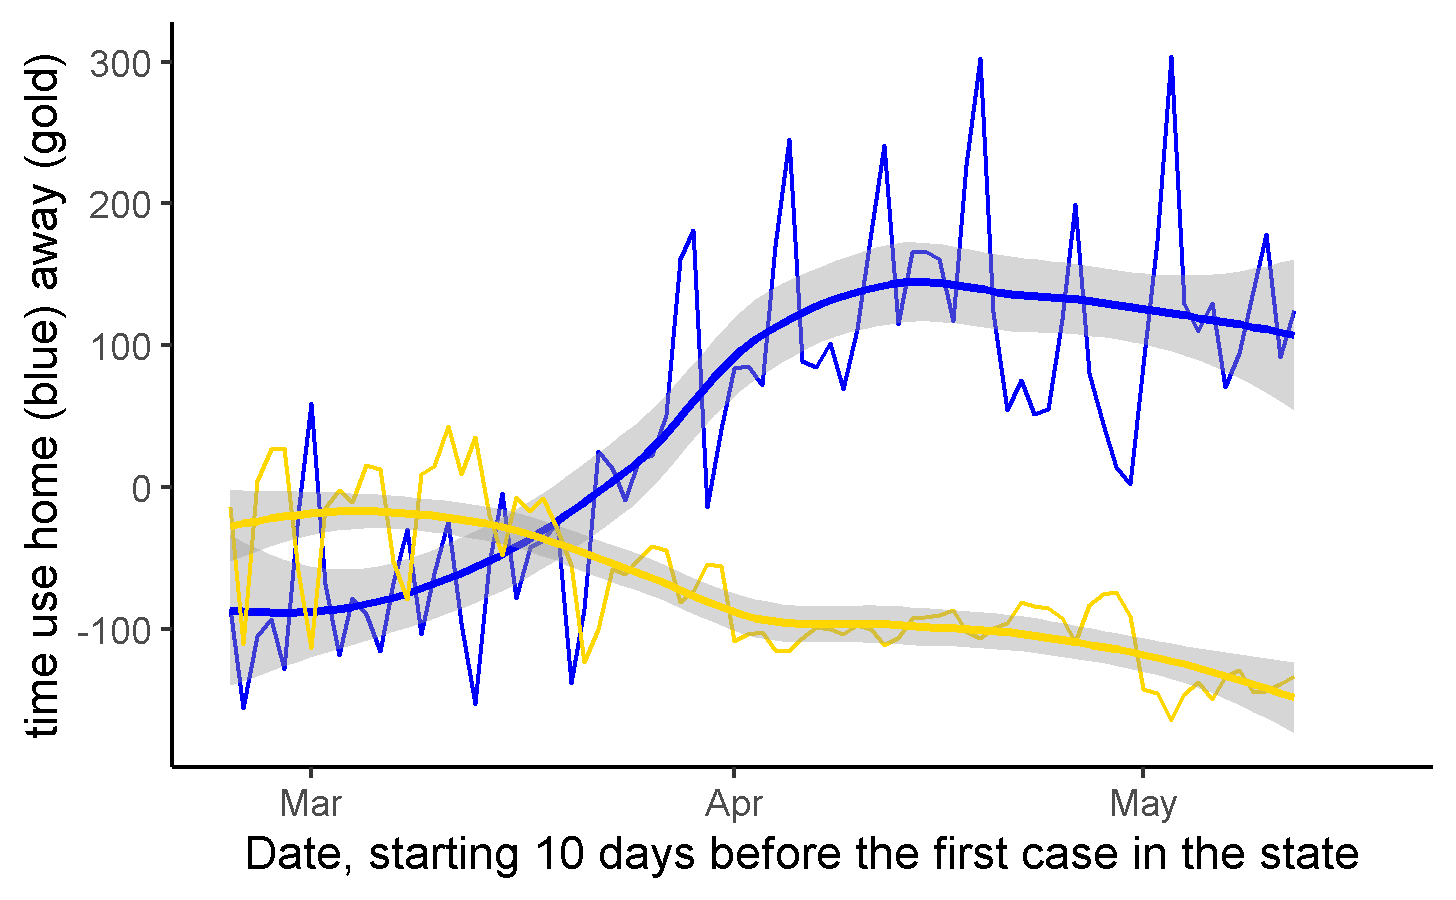 time use home (blue) away (gold)
300
200
100
0
-100
Mar Apr May
Date, starting 10 days before the first case in the state